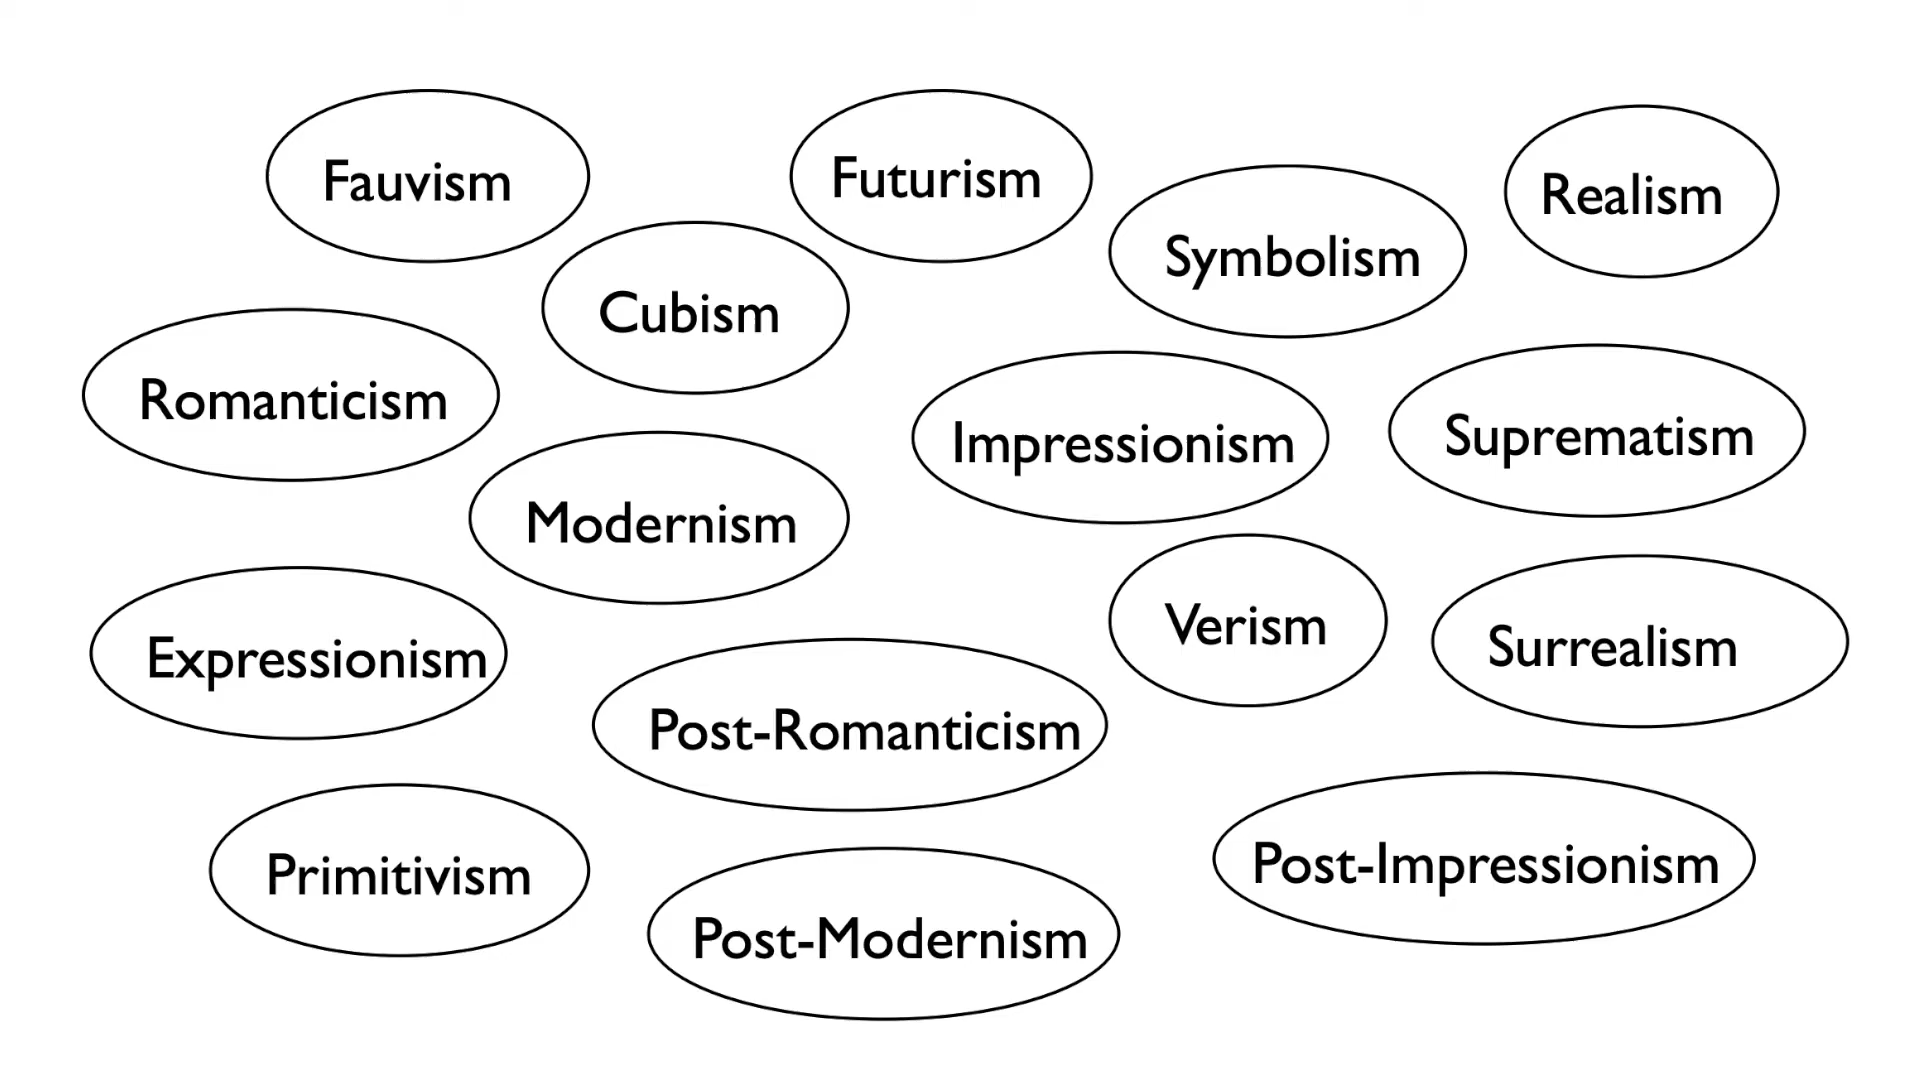 Fauvism
Futurism
Realism
Symbolism
Cubism
Romanticism
Impressionism
Suprematism
Modernism
Verism
Surrealism
Expressionism
Post-Romanticism
Post-Impressionism
Primitivism
Post-Modernism